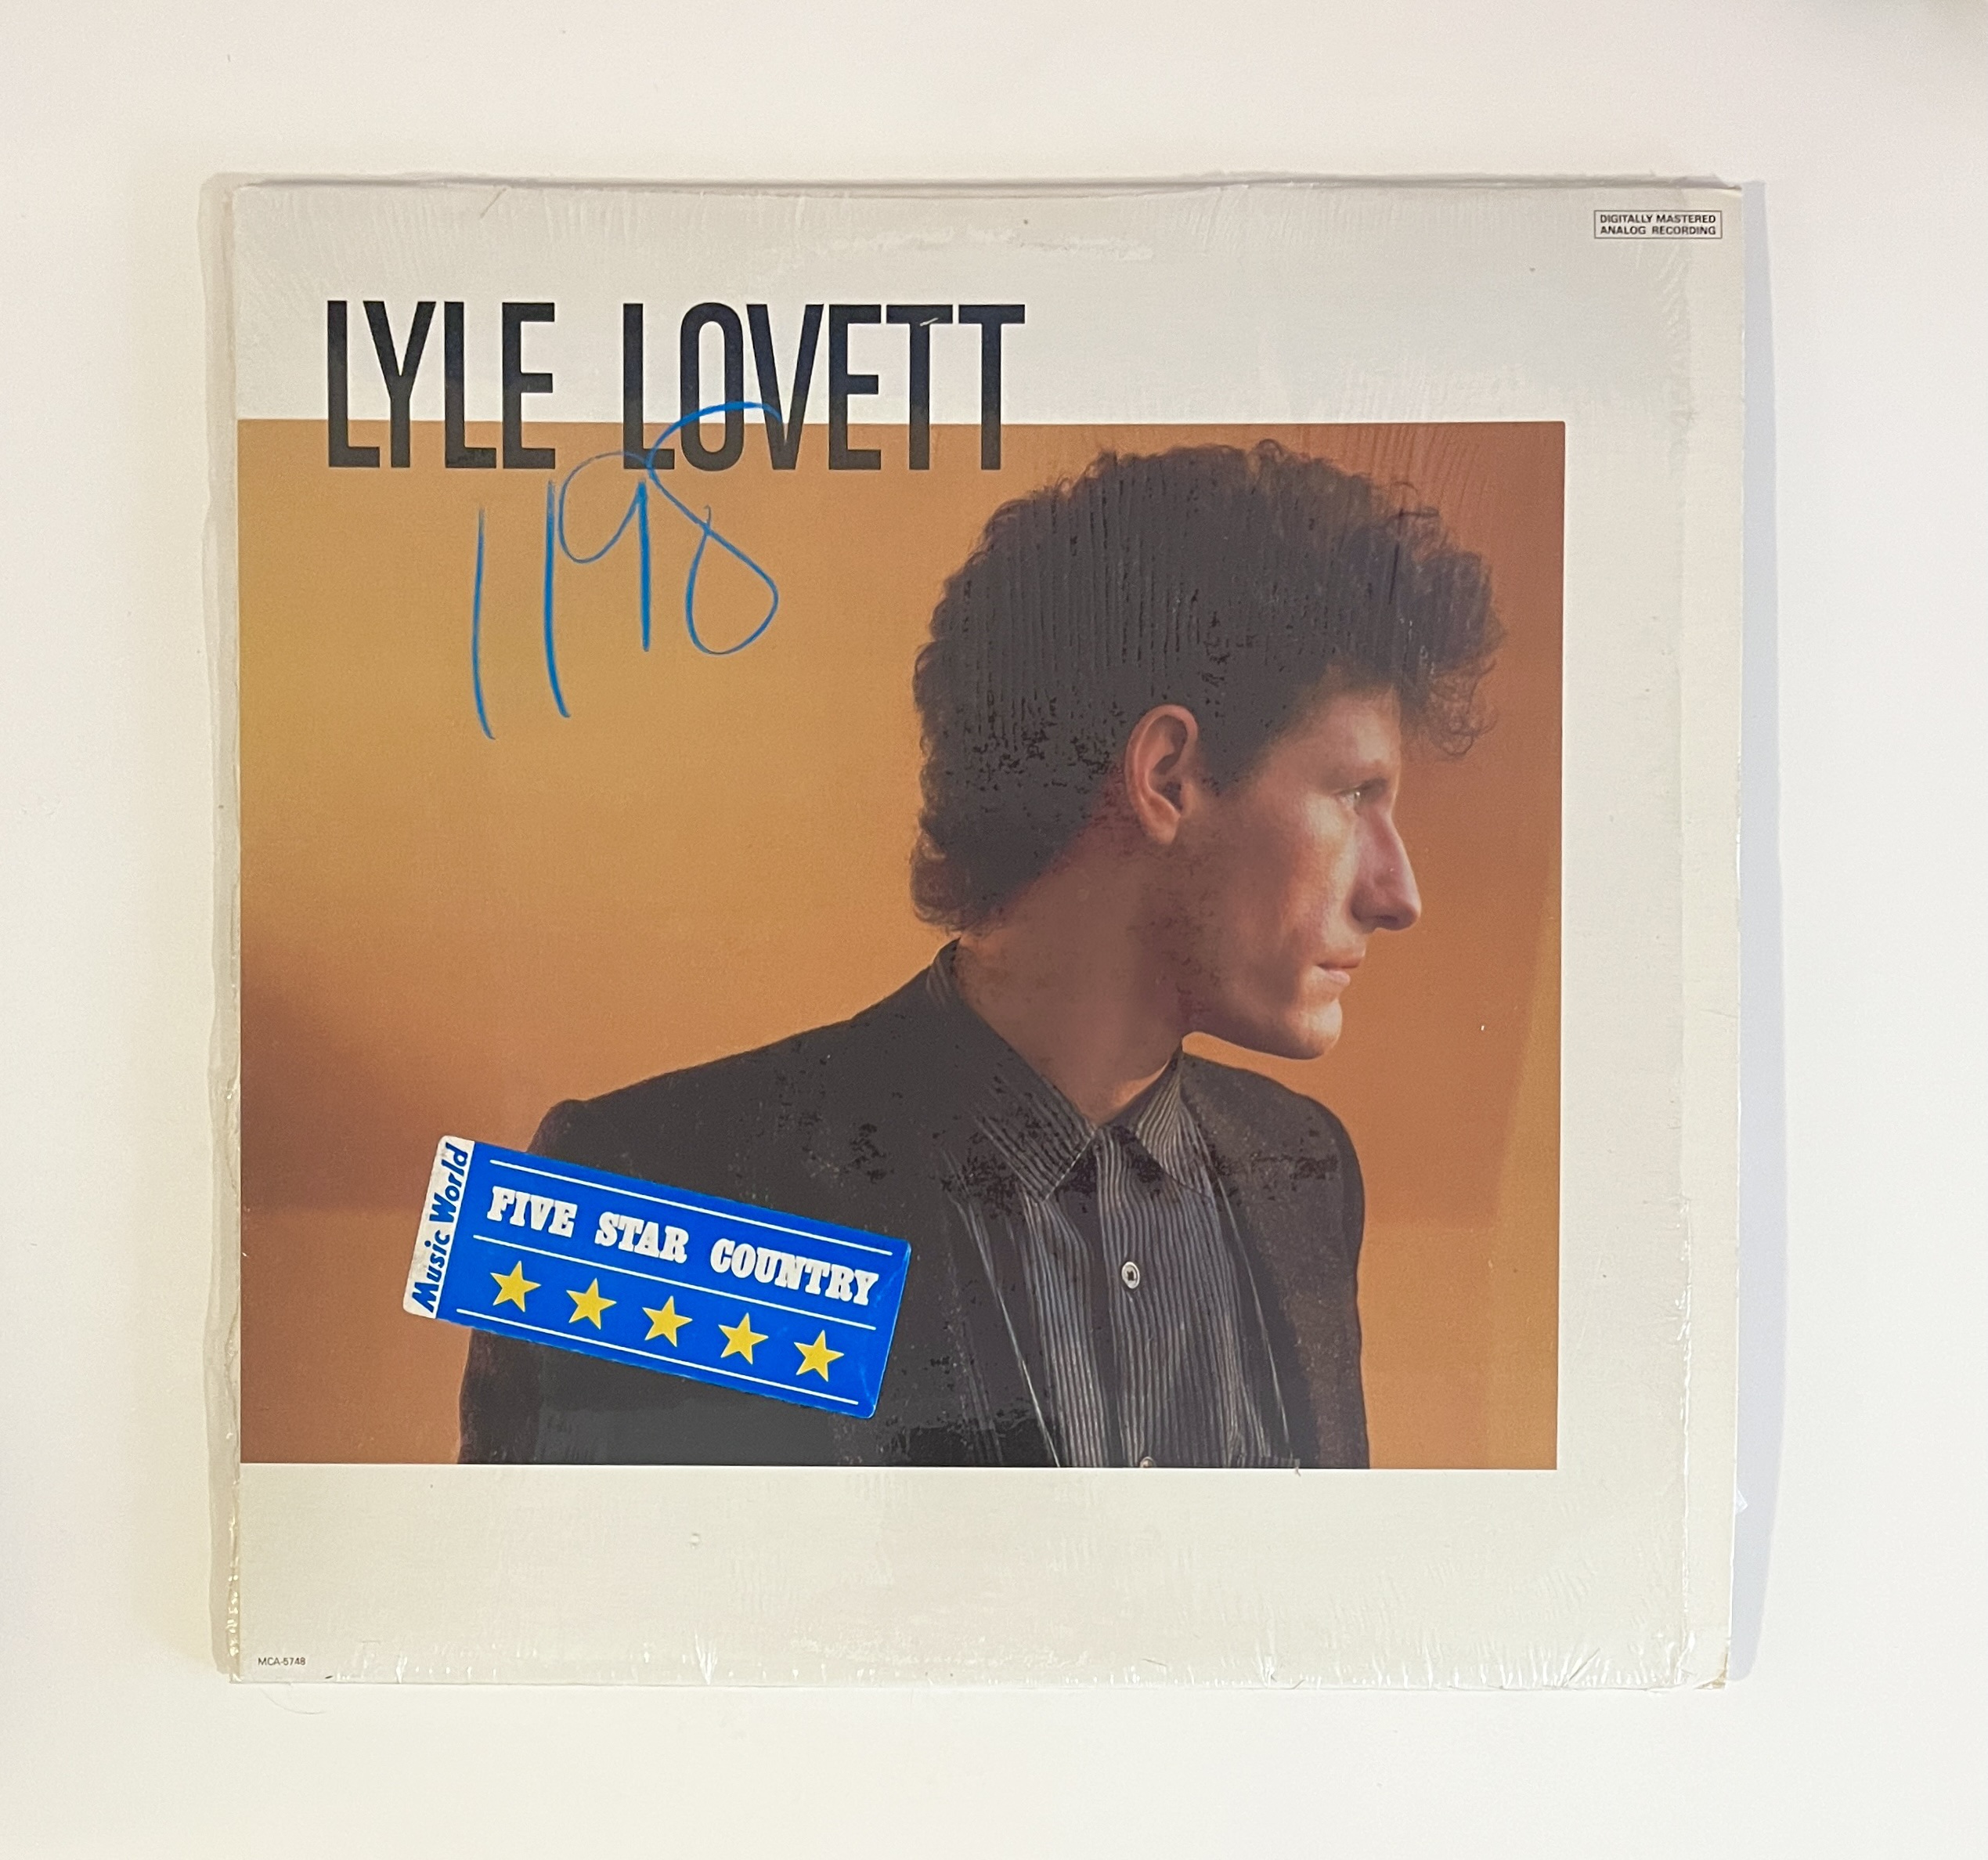 DIGITALLY MASTERED
ANALOG RECORDING
LYLE LOVETT
1198
Music World
FIVE STAR COUNTRY
MCA-5748